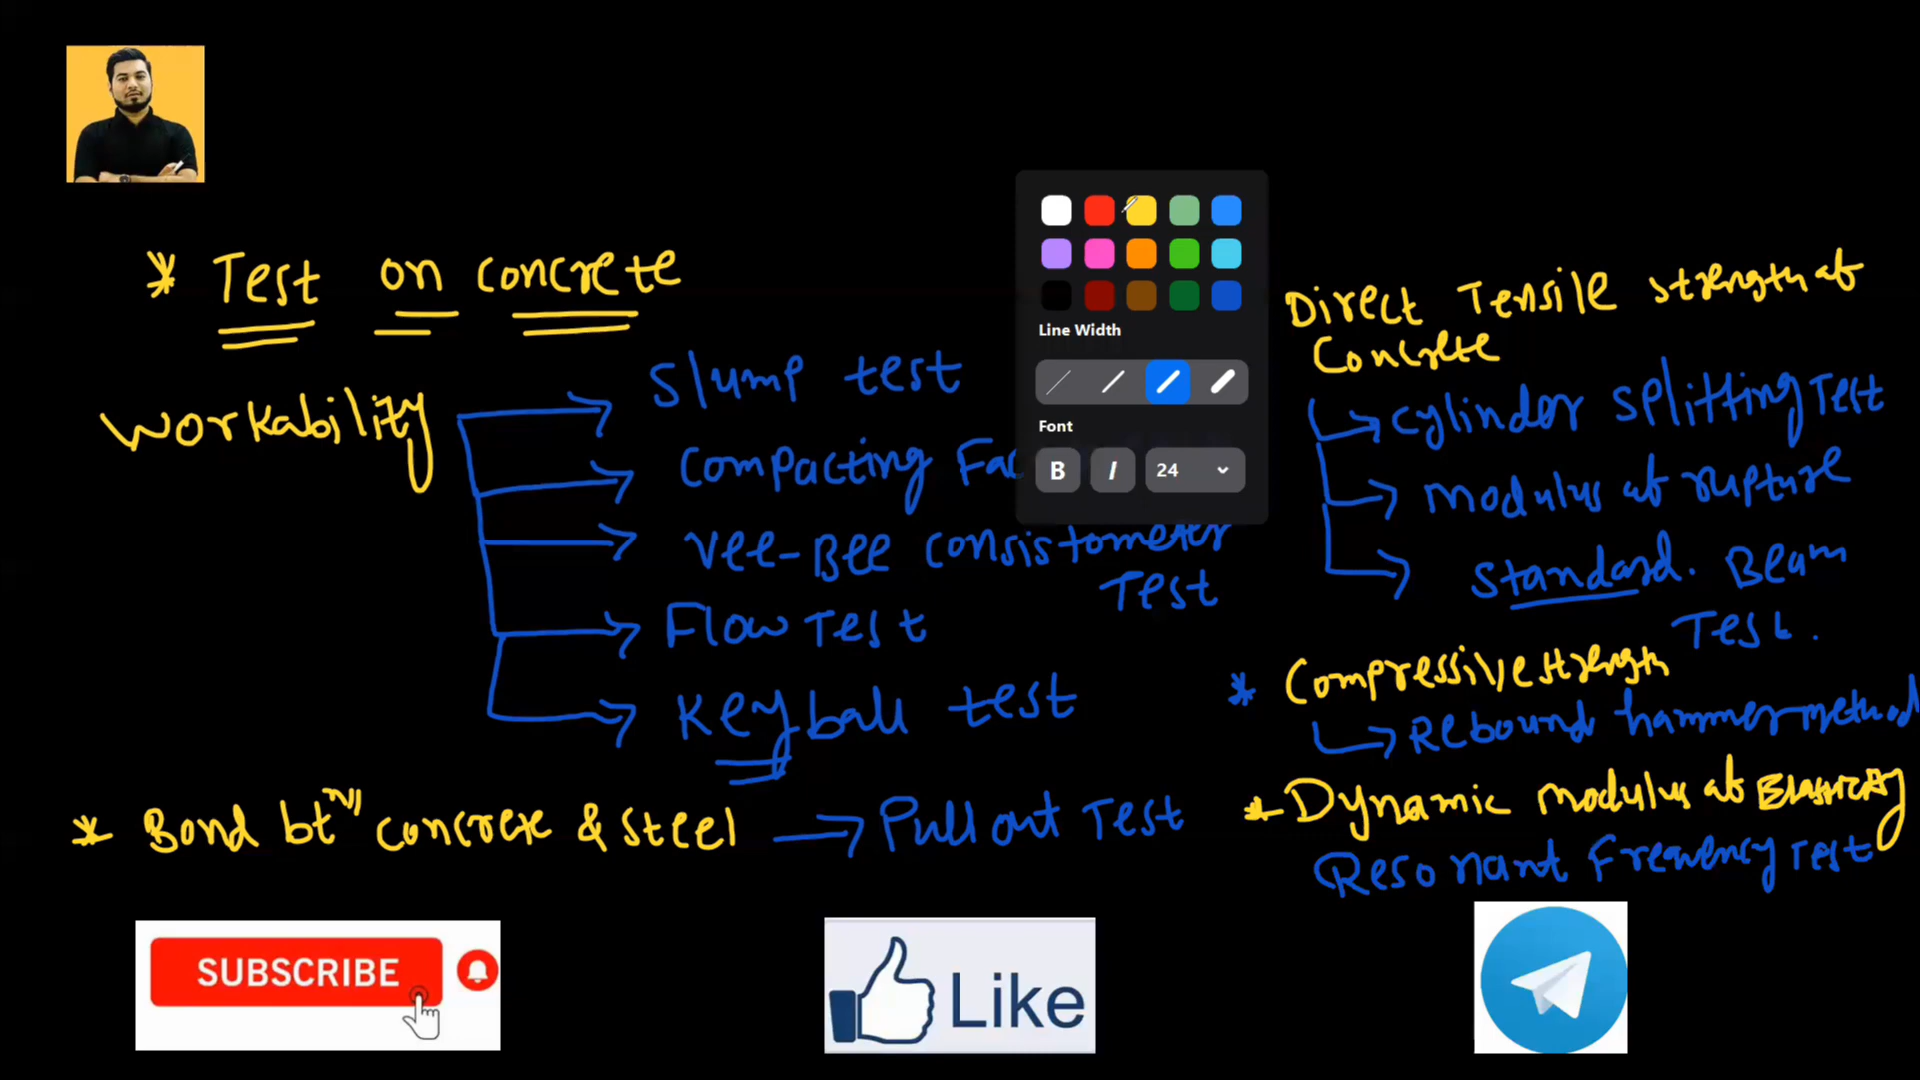 * Test on concrete
Workability
Slump test
Compacting Fac
Vee-Bee Consistometer
Test
Flow Test
Keyball test
* Bond btⁿ concrete & steel → Pull out Test
Line Width
Font
B I 24
Direct Tensile strength of
Concrete
Cylinder Splitting Test
Modulus of rupture
Standard. Beam
Test.
* Compressive strength
Rebound hammer method
* Dynamic modulus of Elasticity
Resonant Frequency Test
SUBSCRIBE
Like